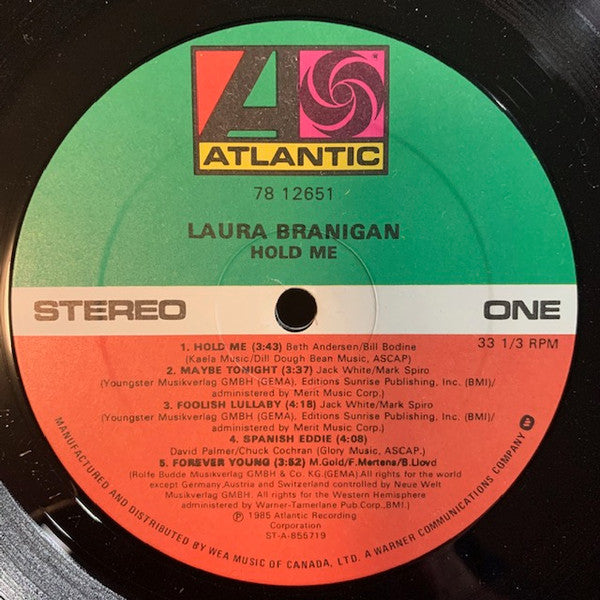 ATLANTIC
78 12651
LAURA BRANIGAN
HOLD ME
STEREO
ONE
33 1/3 RPM
1. HOLD ME (3:43) Beth Andersen/Bill Bodine
(Kaela Music/Dill Dough Bean Music, ASCAP)
2. MAYBE TONIGHT (3:37) Jack White/Mark Spiro
(Youngster Musikverlag GMBH (GEMA), Editions Sunrise Publishing, Inc. (BMI)/
administered by Merit Music Corp.)
3. FOOLISH LULLABY (4:18) Jack White/Mark Spiro
(Youngster Musikverlag GMBH (GEMA), Editions Sunrise Publishing, Inc. (BMI)/
administered by Merit Music Corp.)
4. SPANISH EDDIE (4:08)
David Palmer/Chuck Cochran (Glory Music, ASCAP.)
5. FOREVER YOUNG (3:52) M.Gold/F.Mertens/B.Lloyd
(Rolfe Budde Musikverlag GMBH & Co. KG.(GEMA).All rights for the world
except Germany,Austria and Switzerland controlled by Neue Welt
Musikverlag GMBH. All rights for the Western Hemisphere
administered by Warner-Tamerlane Pub.Corp.,BMI.)
℗ 1985 Atlantic Recording
Corporation
ST-A-855719
MANUFACTURED AND DISTRIBUTED BY WEA MUSIC OF CANADA, LTD. A WARNER COMMUNICATIONS COMPANY